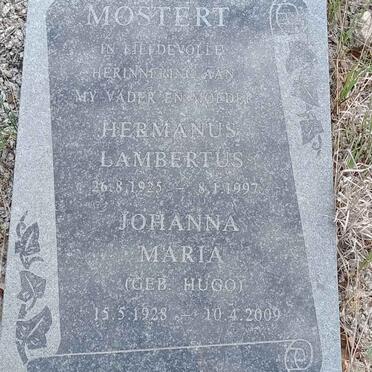 MOSTERT
IN LIEFDEVOLLE
HERINNERING AAN
MY VADER EN MOEDER
HERMANUS
LAMBERTUS
26.8.1925 – 8.1.1997
JOHANNA
MARIA
(GEB. HUGO)
15.5.1928 – 10.4.2009